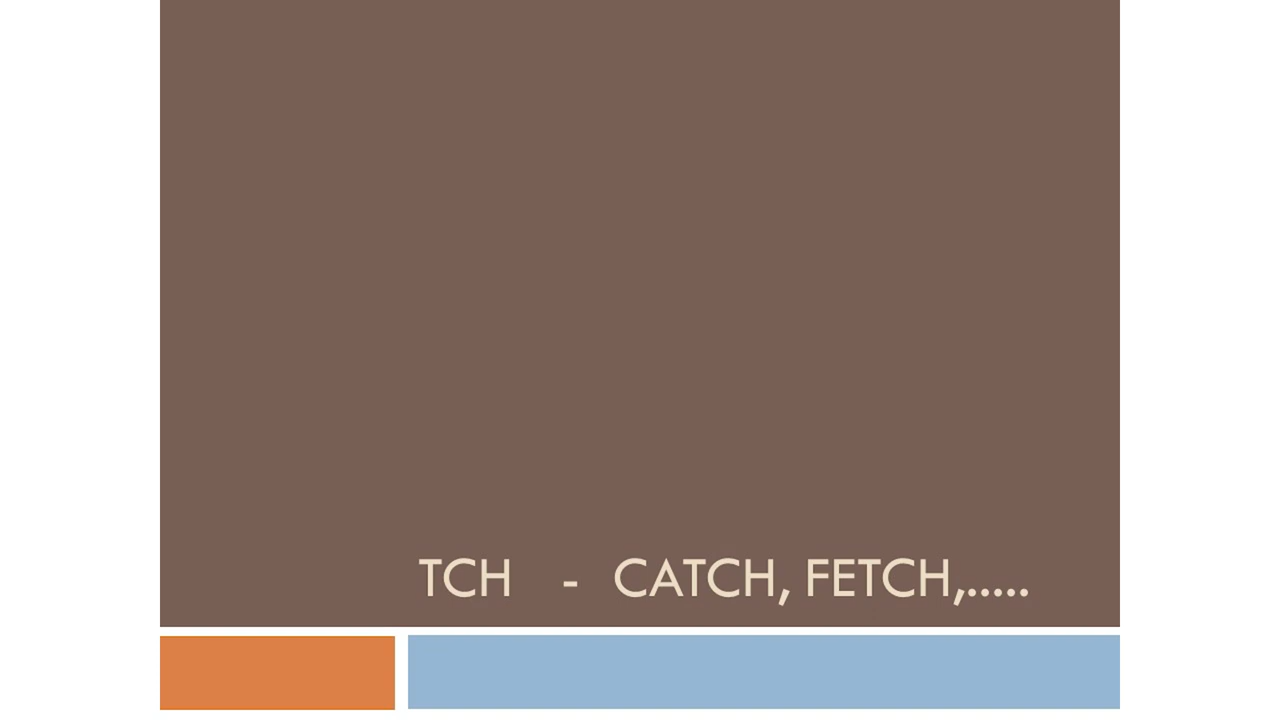 TCH - CATCH, FETCH,.....